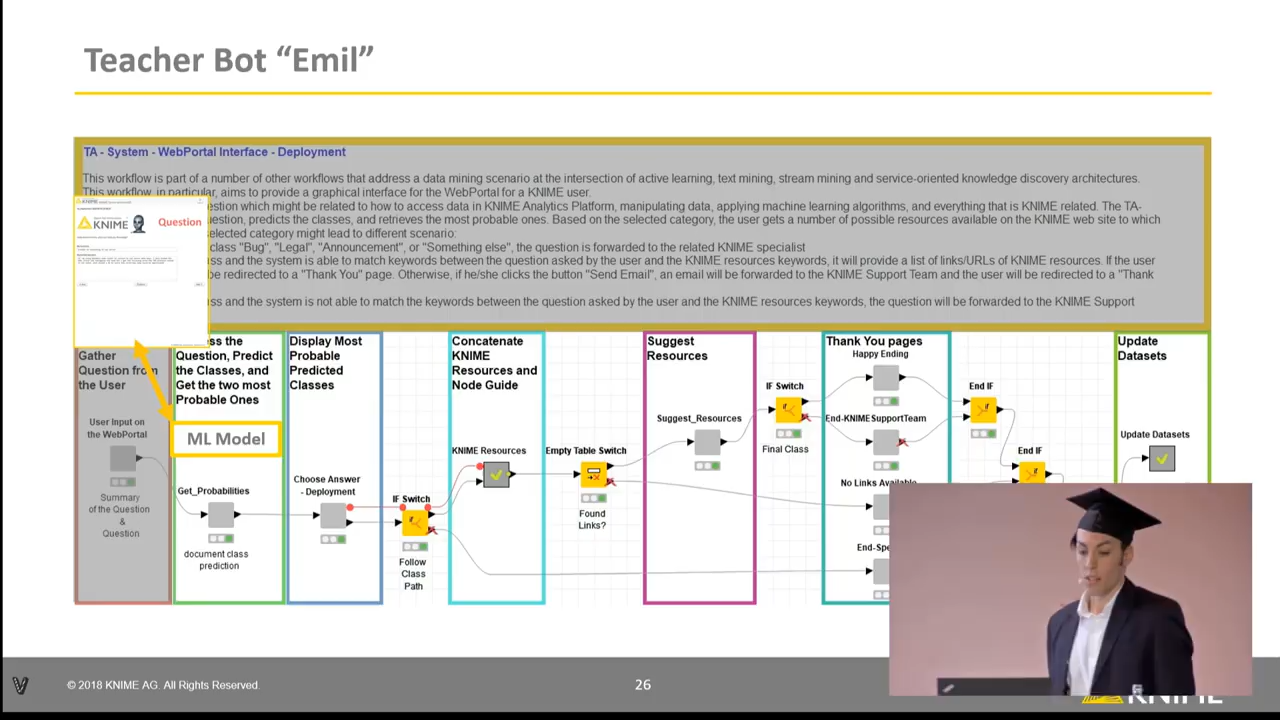 Teacher Bot “Emil”
TA - System - WebPortal Interface - Deployment
This workflow is part of a number of other workflows that address a data mining scenario at the intersection of active learning, text mining, stream mining and service-oriented knowledge discovery architectures.
This workflow, in particular, aims to provide a graphical interface for the WebPortal for a KNIME user.
estion which might be related to how to access data in KNIME Analytics Platform, manipulating data, applying machine learning algorithms, and everything that is KNIME related. The TA-
uestion, predicts the classes, and retrieves the most probable ones. Based on the selected category, the user gets a number of possible resources available on the KNIME web site to which
selected category might lead to different scenario:
class "Bug", "Legal", "Announcement", or "Something else", the question is forwarded to the related KNIME specialist
ss and the system is able to match keywords between the question asked by the user and the KNIME resources keywords, it will provide a list of links/URLs of KNIME resources. If the user
be redirected to a "Thank You" page. Otherwise, if he/she clicks the button "Send Email", an email will be forwarded to the KNIME Support Team and the user will be redirected to a "Thank
ss and the system is not able to match the keywords between the question asked by the user and the KNIME resources keywords, the question will be forwarded to the KNIME Support
KNIME
Question
Gather
Question from
the User
User Input on
the WebPortal
Summary
of the Question
&
Question
ss the
Question, Predict
the Classes, and
Get the two most
Probable Ones
ML Model
Get_Probabilities
document class
prediction
Display Most
Probable
Predicted
Classes
Choose Answer
- Deployment
IF Switch
Follow
Class
Path
Concatenate
KNIME
Resources and
Node Guide
KNIME Resources
Empty Table Switch
Found
Links?
Suggest
Resources
Suggest_Resources
IF Switch
Final Class
Thank You pages
Happy Ending
End-KNIMESupportTeam
No Links Available
End-Spe
End IF
End IF
Update
Datasets
Update Datasets
© 2018 KNIME AG. All Rights Reserved.
26
KNIME